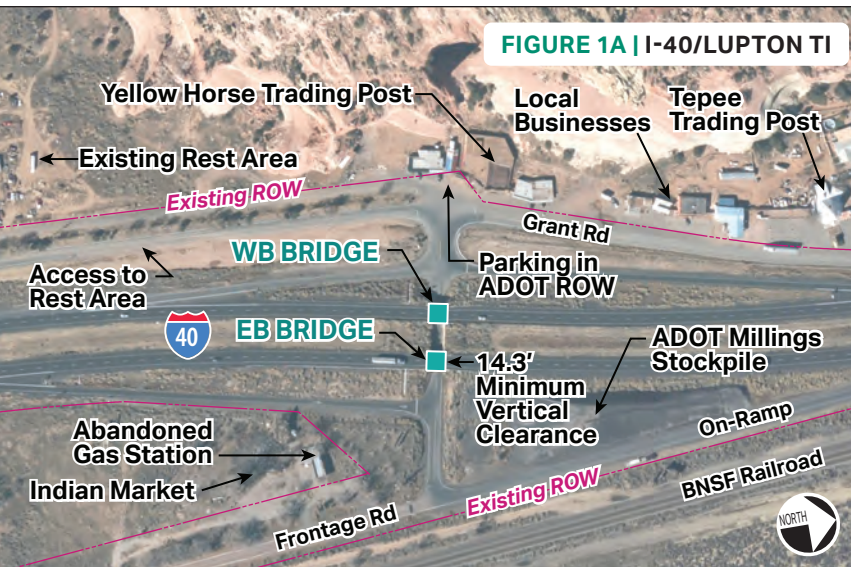 FIGURE 1A | I-40/LUPTON TI
Yellow Horse Trading Post
Local
Businesses
Tepee
Trading Post
Existing Rest Area
Existing ROW
Grant Rd
WB BRIDGE
Parking in
ADOT ROW
Access to
Rest Area
40
EB BRIDGE
14.3'
Minimum
Vertical
Clearance
ADOT Millings
Stockpile
On-Ramp
Abandoned
Gas Station
Indian Market
Existing ROW
BNSF Railroad
Frontage Rd
NORTH